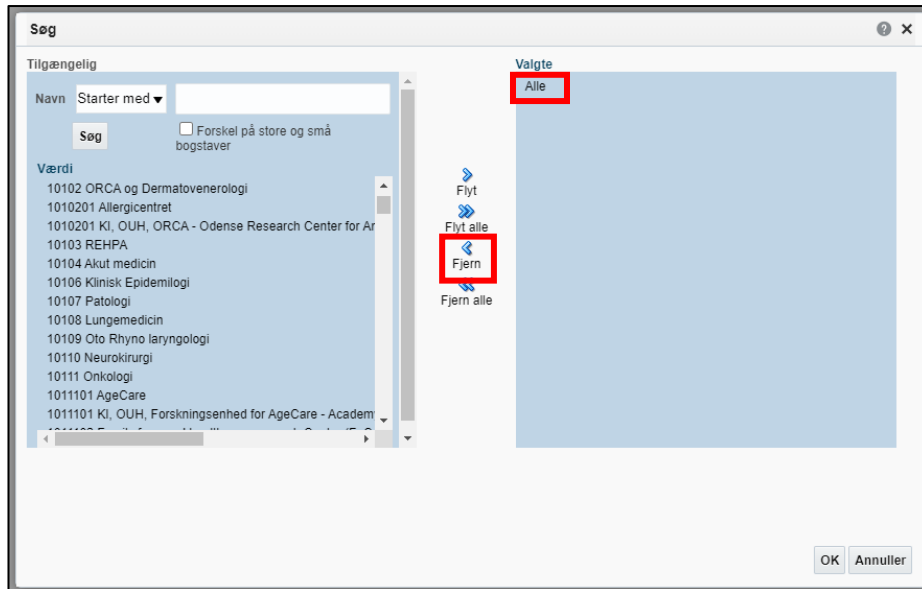 Søg
Tilgængelig
Navn Starter med
Søg
Forskel på store og små
bogstaver
Værdi
10102 ORCA og Dermatovenerologi
1010201 Allergicentret
1010201 KI, OUH, ORCA - Odense Research Center for Ar
10103 REHPA
10104 Akut medicin
10106 Klinisk Epidemilogi
10107 Patologi
10108 Lungemedicin
10109 Oto Rhyno laryngologi
10110 Neurokirurgi
10111 Onkologi
1011101 AgeCare
1011101 KI, OUH, Forskningsenhed for AgeCare - Academ
Flyt
Flyt alle
Fjern
Fjern alle
Valgte
Alle
OK Annuller